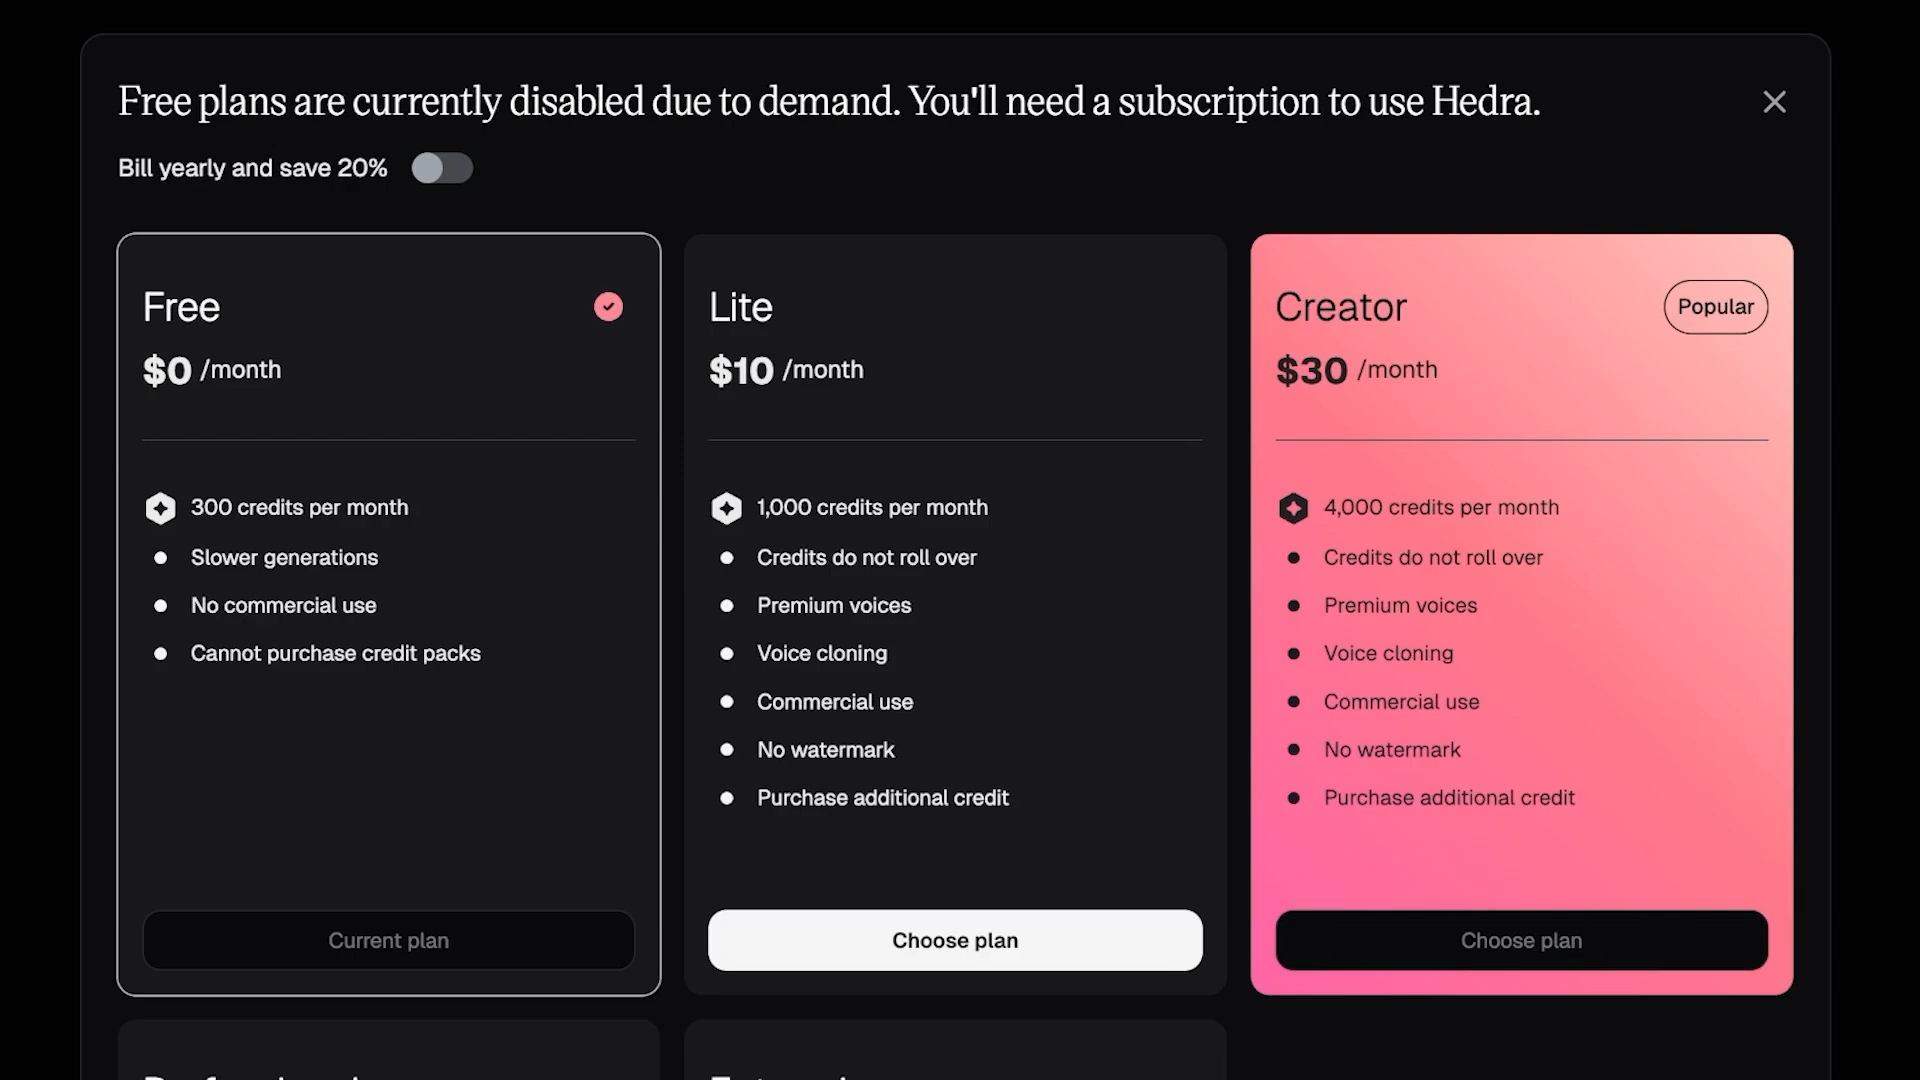 Free plans are currently disabled due to demand. You'll need a subscription to use Hedra.
Bill yearly and save 20%
Free
$0 /month
300 credits per month
Slower generations
No commercial use
Cannot purchase credit packs
Current plan
Lite
$10 /month
1,000 credits per month
Credits do not roll over
Premium voices
Voice cloning
Commercial use
No watermark
Purchase additional credit
Choose plan
Creator
Popular
$30 /month
4,000 credits per month
Credits do not roll over
Premium voices
Voice cloning
Commercial use
No watermark
Purchase additional credit
Choose plan